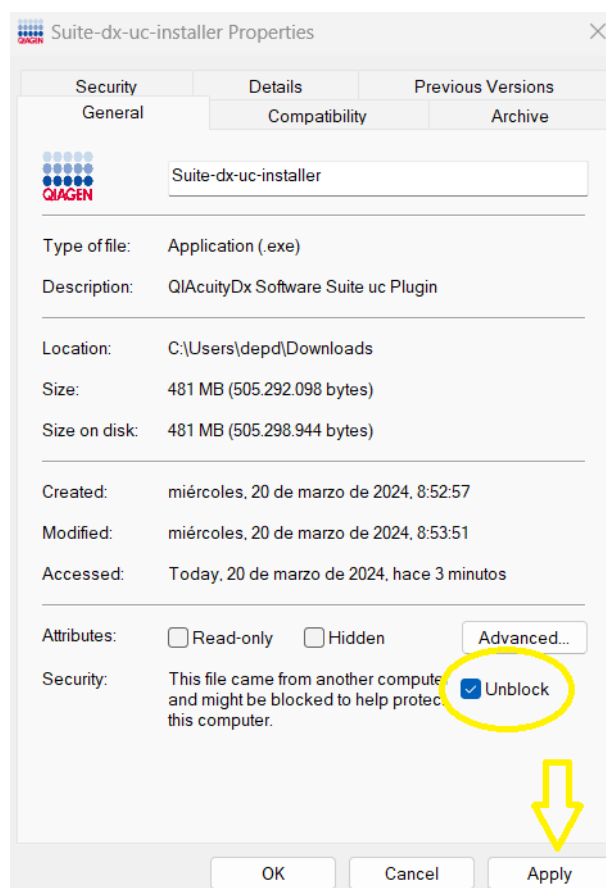 Suite-dx-uc-installer Properties
Security Details Previous Versions
General Compatibility Archive
QIAGEN
Suite-dx-uc-installer
Type of file: Application (.exe)
Description: QIAcuityDx Software Suite uc Plugin
Location: C:\Users\depd\Downloads
Size: 481 MB (505.292.098 bytes)
Size on disk: 481 MB (505.298.944 bytes)
Created: miércoles, 20 de marzo de 2024, 8:52:57
Modified: miércoles, 20 de marzo de 2024, 8:53:51
Accessed: Today, 20 de marzo de 2024, hace 3 minutos
Attributes: Read-only Hidden Advanced...
Security: This file came from another compute
and might be blocked to help protec
this computer.
Unblock
OK Cancel Apply